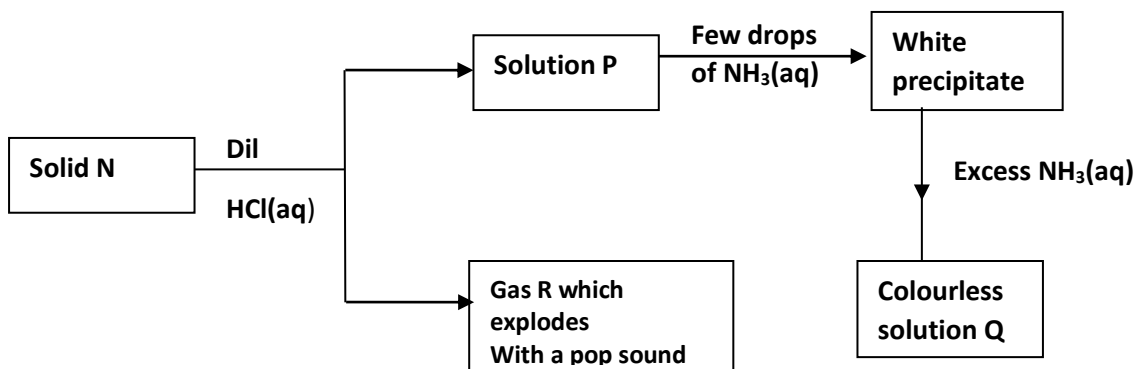 Solid N
Dil
HCl(aq)
Solution P
Few drops
of NH₃(aq)
White
precipitate
Excess NH₃(aq)
Colourless
solution Q
Gas R which
explodes
With a pop sound